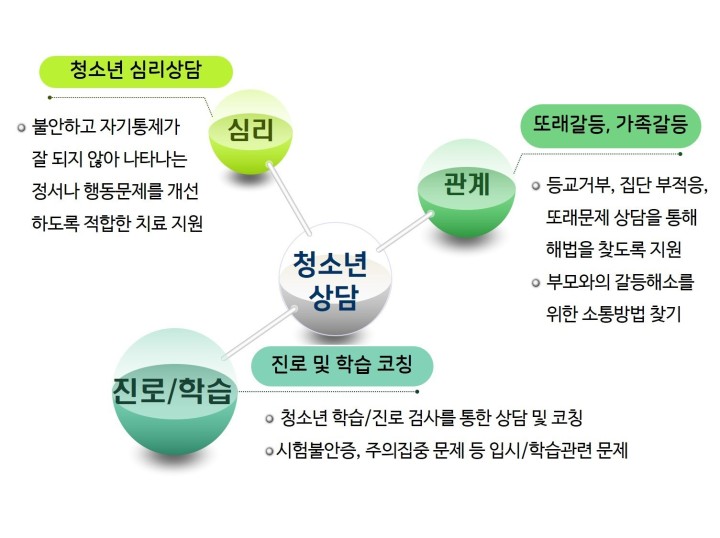 청소년 심리상담
심리
불안하고 자기통제가
잘 되지 않아 나타나는
정서나 행동문제를 개선
하도록 적합한 치료 지원
또래갈등, 가족갈등
관계
등교거부, 집단 부적응,
또래문제 상담을 통해
해법을 찾도록 지원
부모와의 갈등해소를
위한 소통방법 찾기
청소년
상담
진로/학습
진로 및 학습 코칭
청소년 학습/진로 검사를 통한 상담 및 코칭
시험불안증, 주의집중 문제 등 입시/학습관련 문제